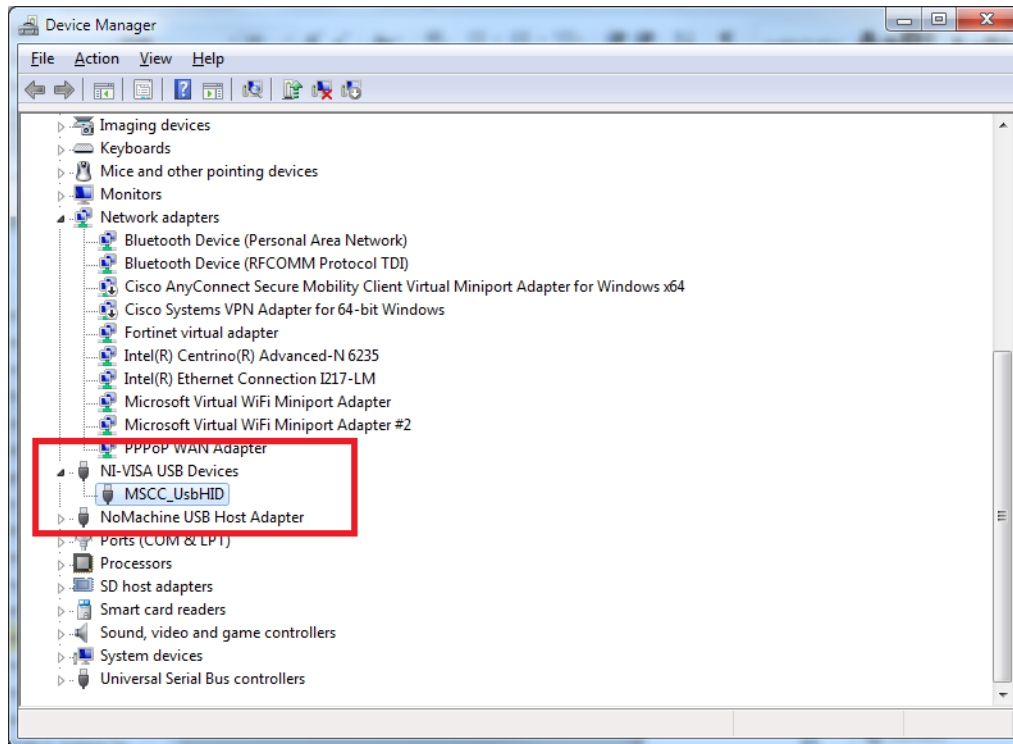 Device Manager
File Action View Help
Imaging devices
Keyboards
Mice and other pointing devices
Monitors
Network adapters
Bluetooth Device (Personal Area Network)
Bluetooth Device (RFCOMM Protocol TDI)
Cisco AnyConnect Secure Mobility Client Virtual Miniport Adapter for Windows x64
Cisco Systems VPN Adapter for 64-bit Windows
Fortinet virtual adapter
Intel(R) Centrino(R) Advanced-N 6235
Intel(R) Ethernet Connection I217-LM
Microsoft Virtual WiFi Miniport Adapter
Microsoft Virtual WiFi Miniport Adapter #2
PPPoP WAN Adapter
NI-VISA USB Devices
MSCC_UsbHID
NoMachine USB Host Adapter
Ports (COM & LPT)
Processors
SD host adapters
Smart card readers
Sound, video and game controllers
System devices
Universal Serial Bus controllers